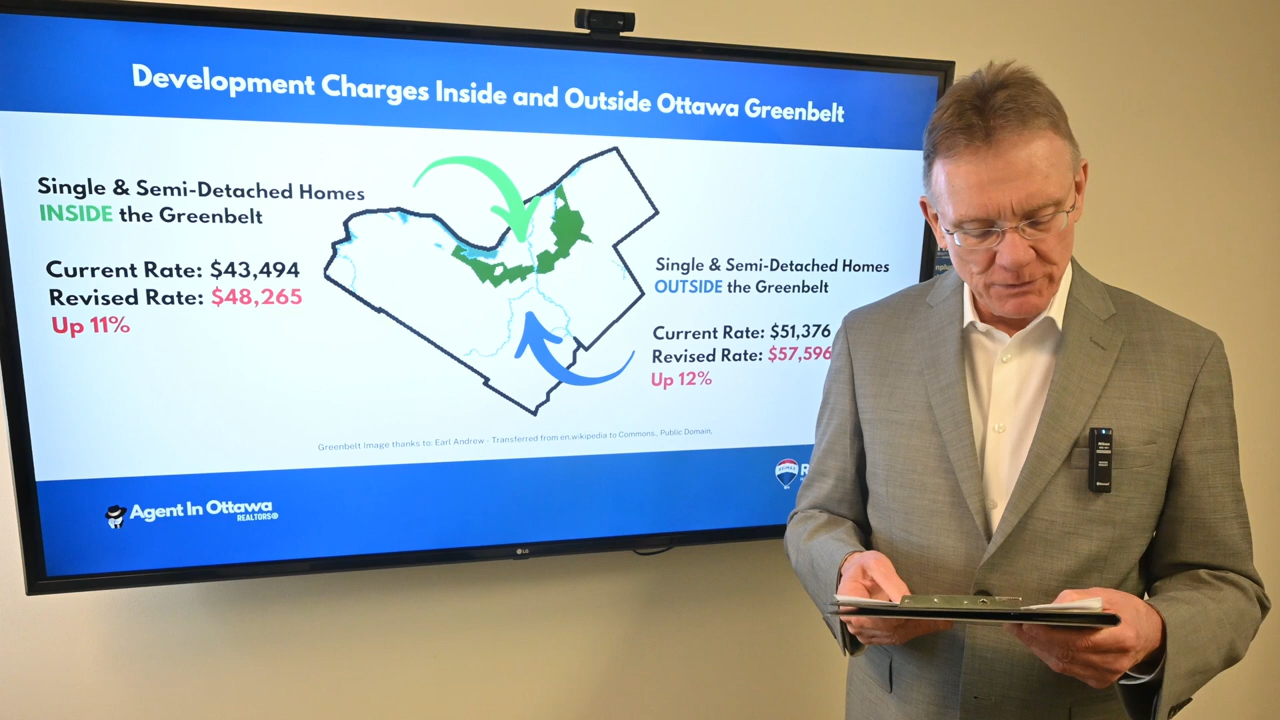 Development Charges Inside and Outside Ottawa Greenbelt
Single & Semi-Detached Homes
INSIDE the Greenbelt
Current Rate: $43,494
Revised Rate: $48,265
Up 11%
Single & Semi-Detached Homes
OUTSIDE the Greenbelt
Current Rate: $51,376
Revised Rate: $57,596
Up 12%
Greenbelt Image thanks to: Earl Andrew - Transferred from en.wikipedia to Commons., Public Domain,
Agent In Ottawa
REALTORS®
RE/MAX
R
LG
Nikon